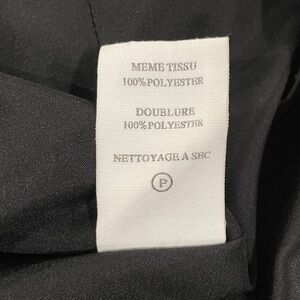 MEME TISSU
100% POLYESTER
DOUBLURE
100% POLYESTER
NETTOYAGE A SEC
P